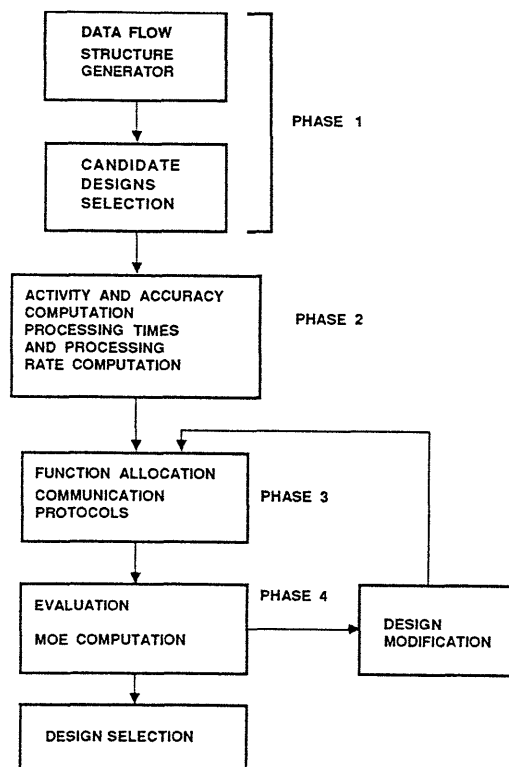 DATA FLOW
STRUCTURE
GENERATOR
PHASE 1
CANDIDATE
DESIGNS
SELECTION
ACTIVITY AND ACCURACY
COMPUTATION
PROCESSING TIMES
AND PROCESSING
RATE COMPUTATION
PHASE 2
FUNCTION ALLOCATION
COMMUNICATION
PROTOCOLS
PHASE 3
EVALUATION
MOE COMPUTATION
PHASE 4
DESIGN
MODIFICATION
DESIGN SELECTION